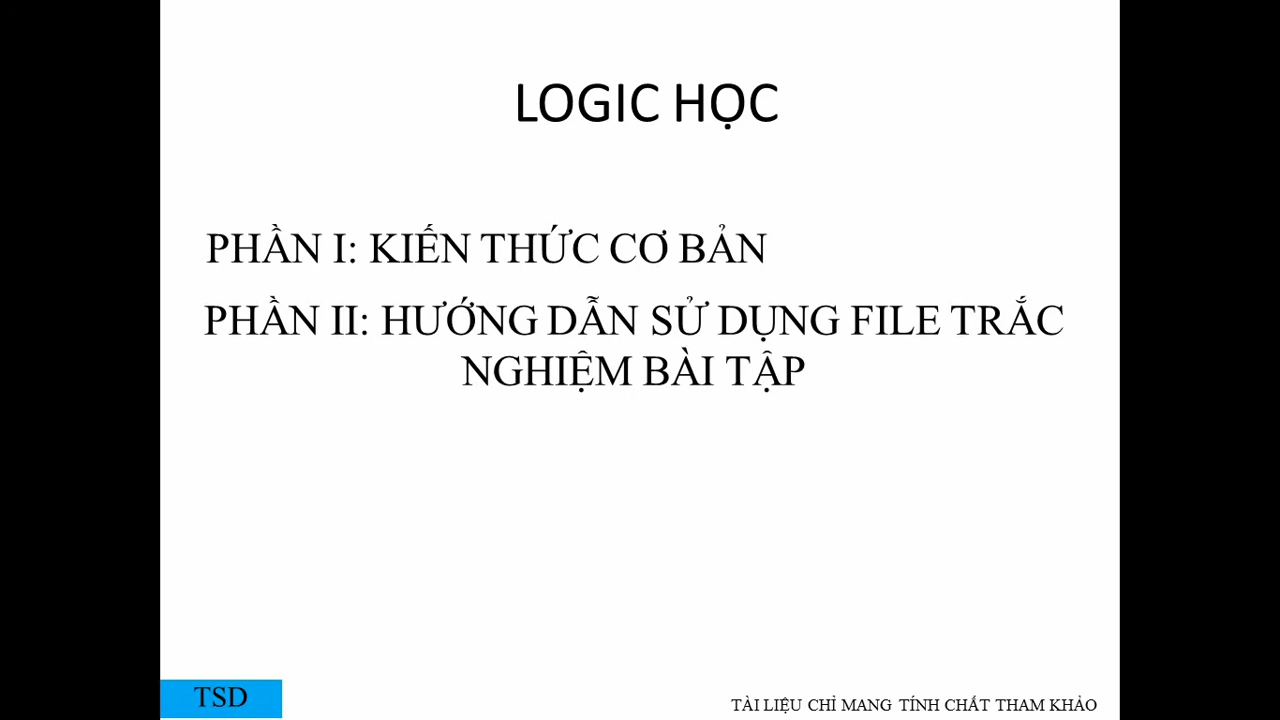 LOGIC HỌC
PHẦN I: KIẾN THỨC CƠ BẢN
PHẦN II: HƯỚNG DẪN SỬ DỤNG FILE TRẮC
NGHIỆM BÀI TẬP
TSD
TÀI LIỆU CHỈ MANG TÍNH CHẤT THAM KHẢO